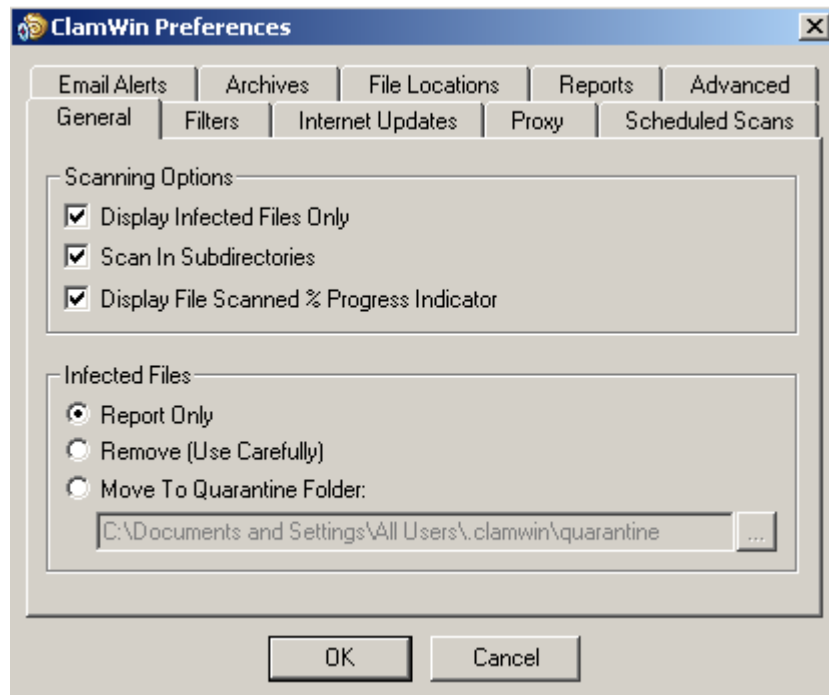 ClamWin Preferences
Email Alerts Archives File Locations Reports Advanced
General Filters Internet Updates Proxy Scheduled Scans
Scanning Options
Display Infected Files Only
Scan In Subdirectories
Display File Scanned % Progress Indicator
Infected Files
Report Only
Remove (Use Carefully)
Move To Quarantine Folder:
C:\Documents and Settings\All Users\.clamwin\quarantine ...
OK Cancel